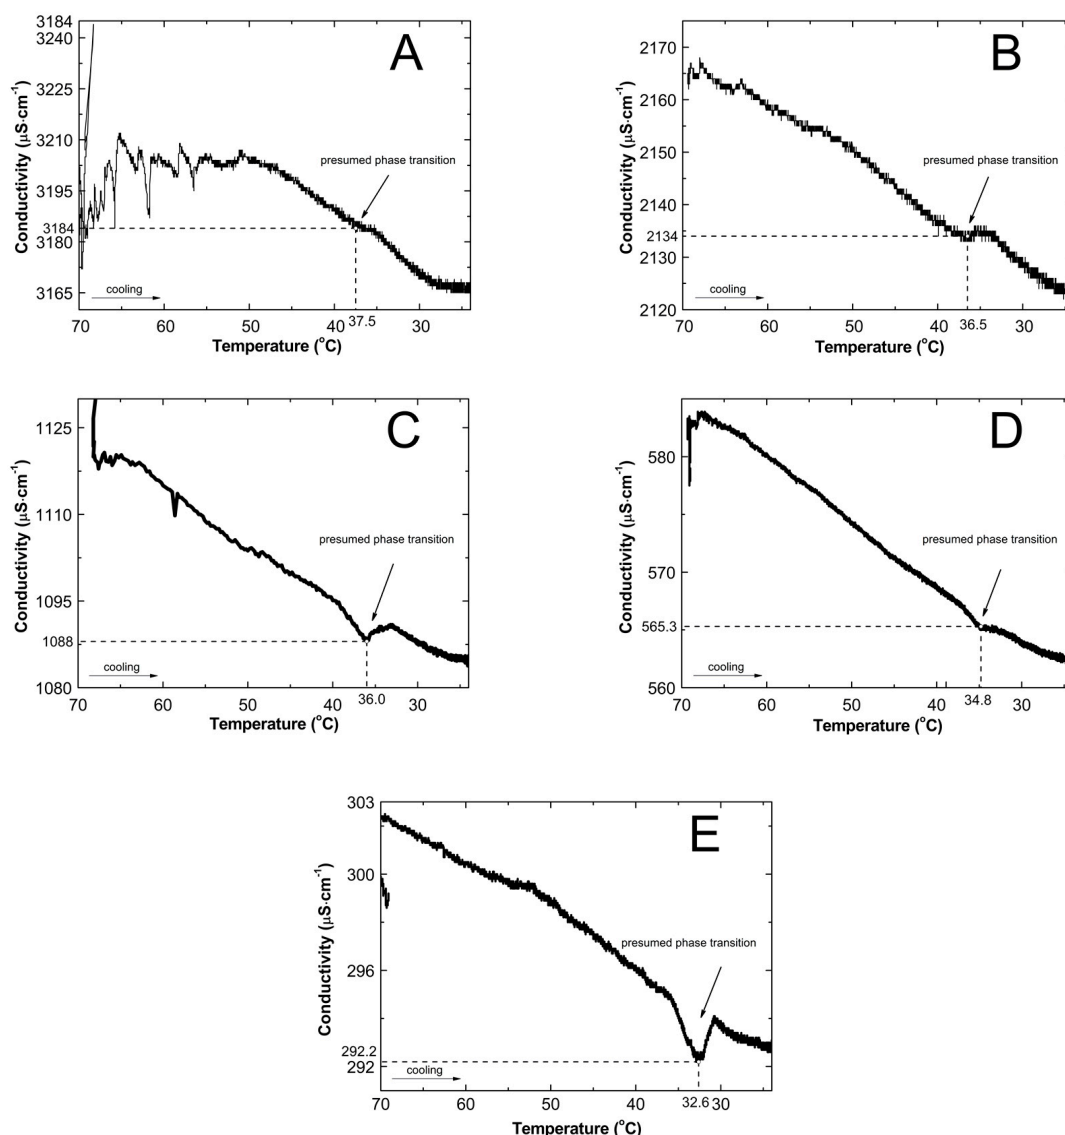 3184
3240
3225
3210
3195
3184
3180
3165
Conductivity (μS·cm⁻¹)
A
presumed phase transition
cooling
70 60 50 40 37.5 30
Temperature (°C)
2170
2160
2150
2140
2134
2130
2120
Conductivity (μS·cm⁻¹)
B
presumed phase transition
cooling
70 60 50 40 36.5 30
Temperature (°C)
1125
1110
1095
1088
1080
Conductivity (μS·cm⁻¹)
C
presumed phase transition
cooling
70 60 50 40 36.0 30
Temperature (°C)
580
570
565.3
560
Conductivity (μS·cm⁻¹)
D
presumed phase transition
cooling
70 60 50 40 34.8 30
Temperature (°C)
303
300
296
292.2
292
Conductivity (μS·cm⁻¹)
E
presumed phase transition
cooling
70 60 50 40 32.6 30
Temperature (°C)